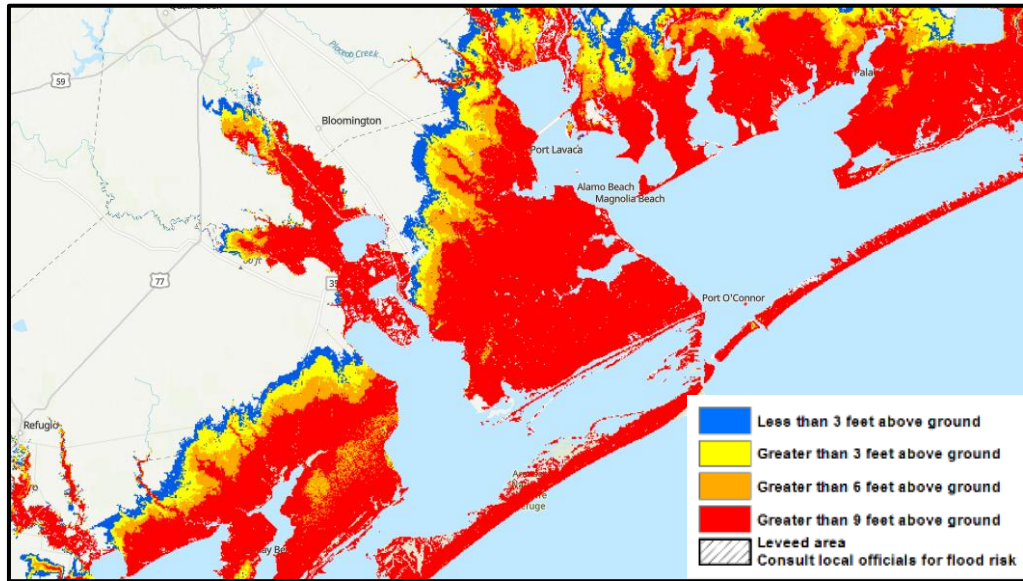 59
Placedo Creek
Bloomington
Port Lavaca
Alamo Beach
Magnolia Beach
77
35
Port O'Connor
Refugio
Less than 3 feet above ground
Greater than 3 feet above ground
Greater than 6 feet above ground
Greater than 9 feet above ground
Leveed area
Consult local officials for flood risk